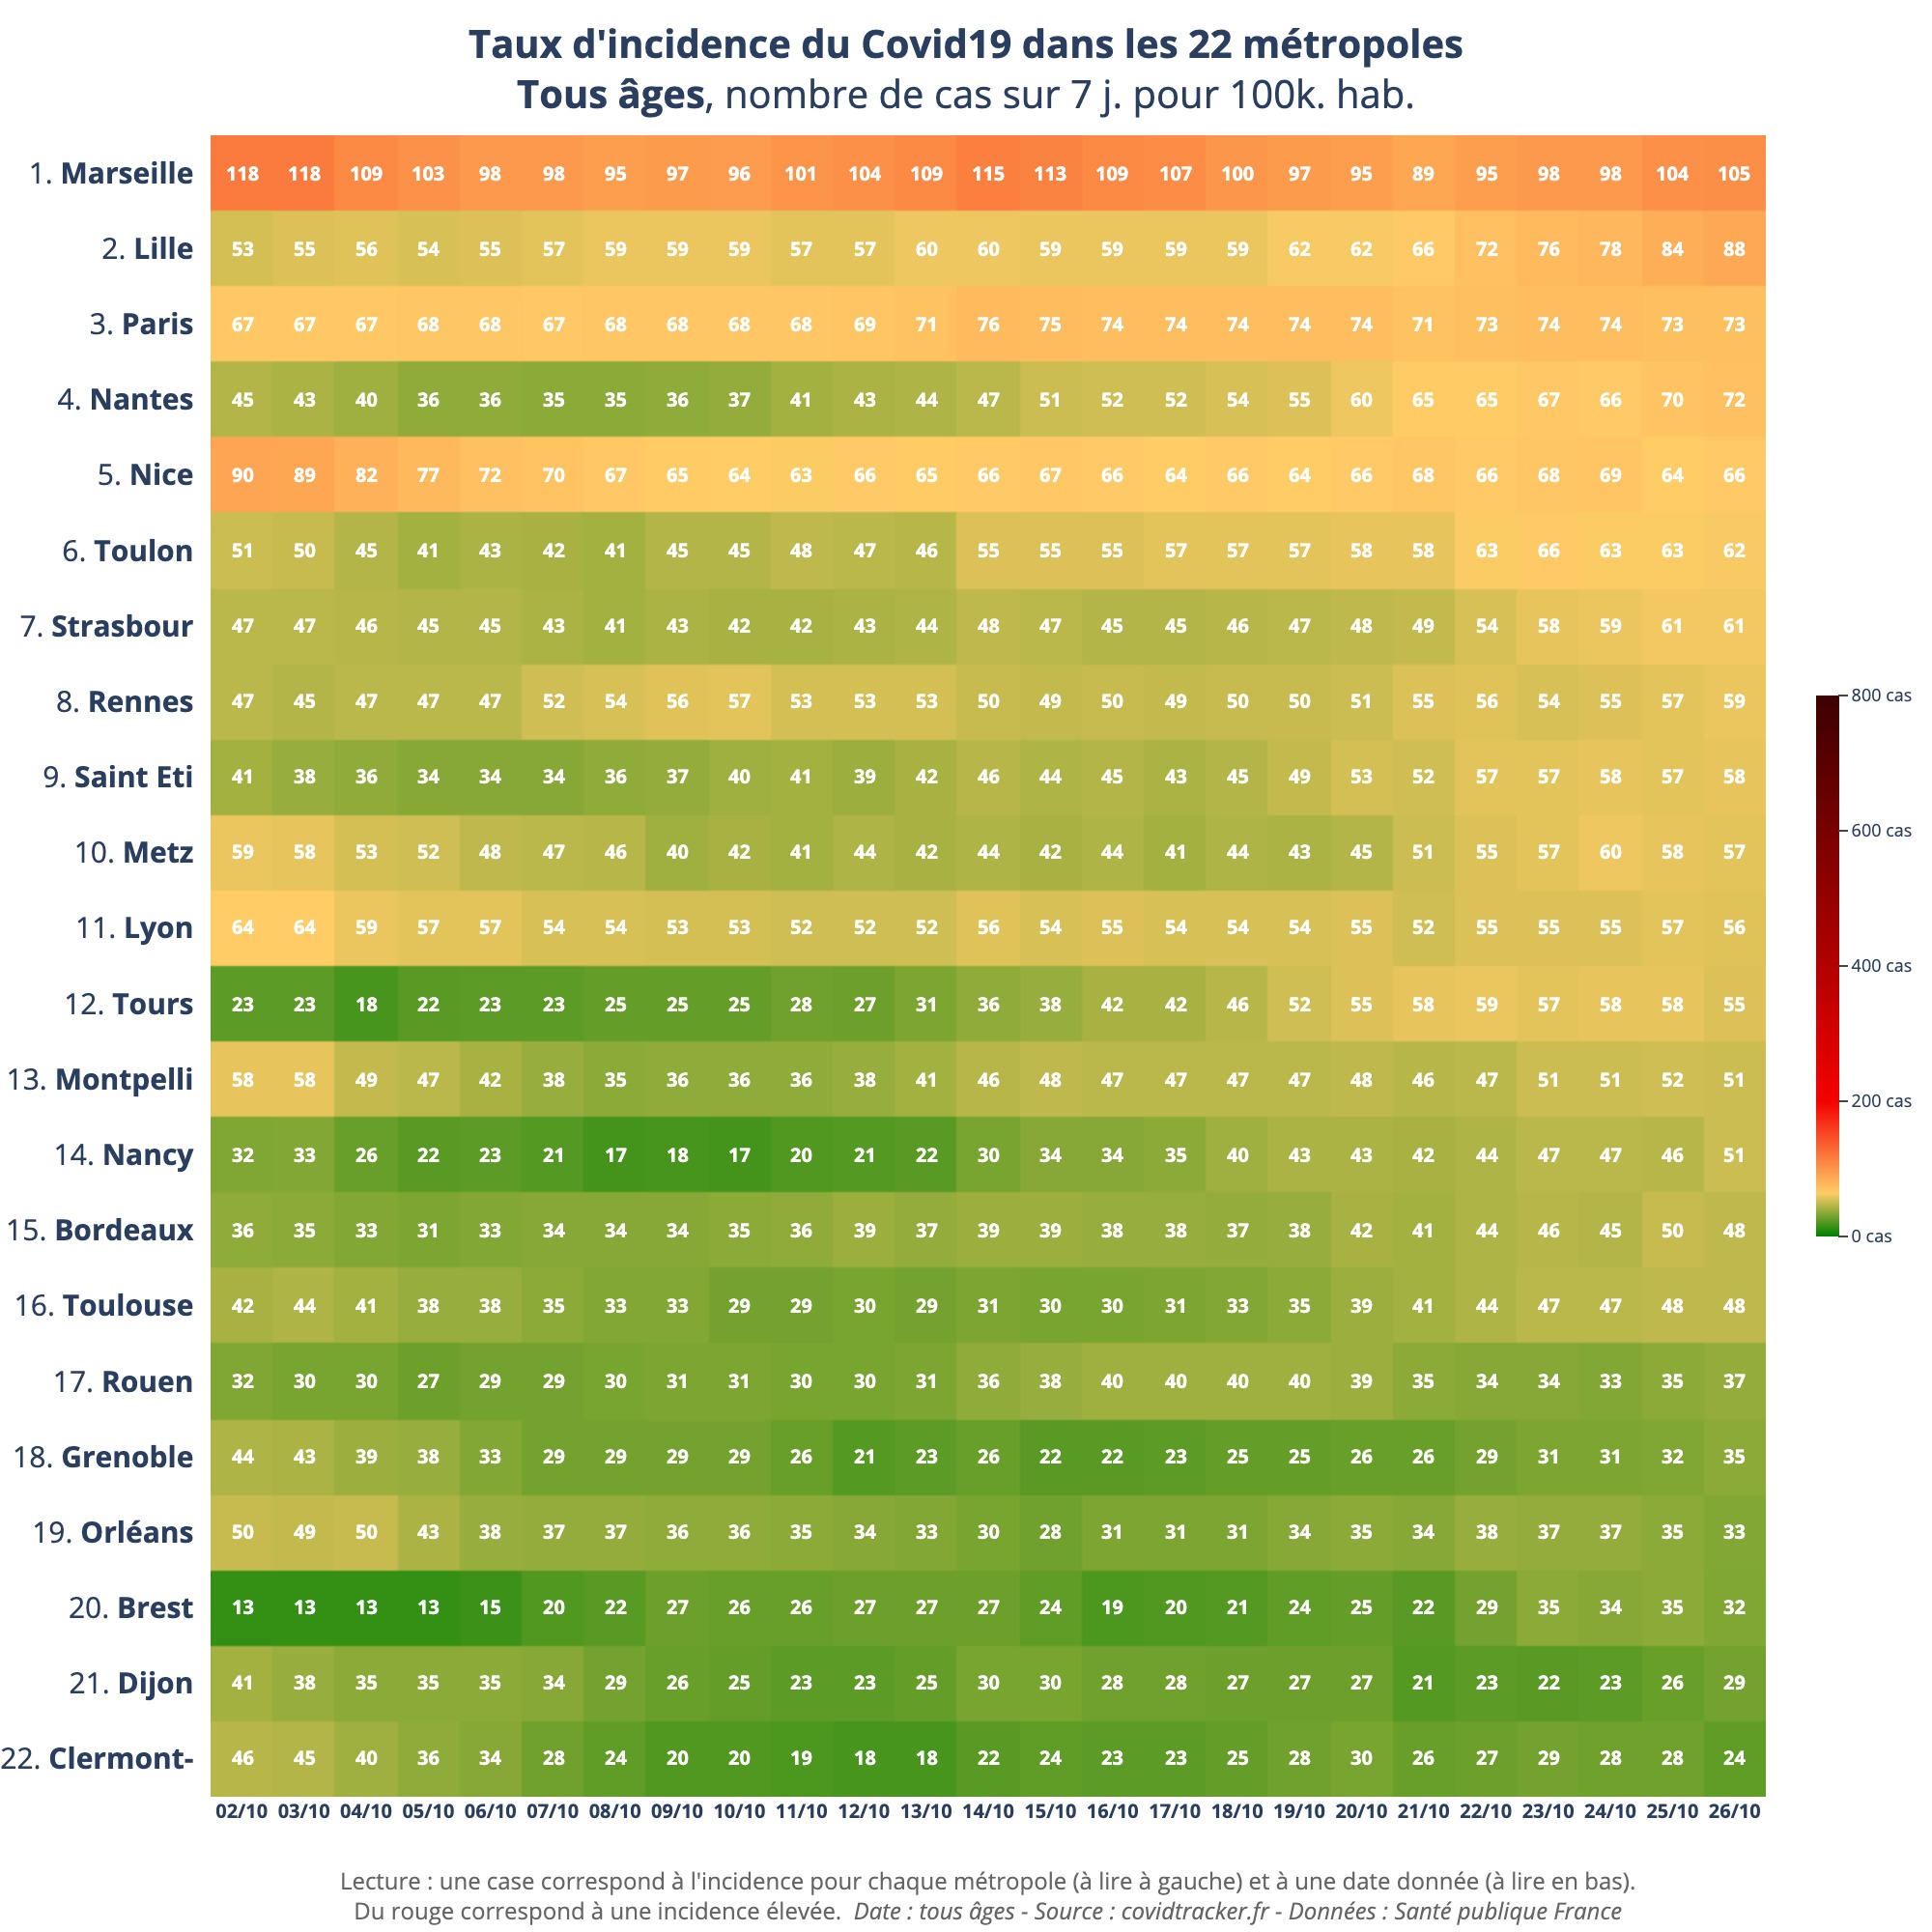 Taux d'incidence du Covid19 dans les 22 métropoles
Tous âges, nombre de cas sur 7 j. pour 100k. hab.
1. Marseille 118 118 109 103 98 98 95 97 96 101 104 109 115 113 109 107 100 97 95 89 95 98 98 104 105
2. Lille 53 55 56 54 55 57 59 59 59 57 57 60 60 59 59 59 59 62 62 66 72 76 78 84 88
3. Paris 67 67 67 68 68 67 68 68 68 68 69 71 76 75 74 74 74 74 74 71 73 74 74 73 73
4. Nantes 45 43 40 36 36 35 35 36 37 41 43 44 47 51 52 52 54 55 60 65 65 67 66 70 72
5. Nice 90 89 82 77 72 70 67 65 64 63 66 65 66 67 66 64 66 64 66 68 66 68 69 64 66
6. Toulon 51 50 45 41 43 42 41 45 45 48 47 46 55 55 55 57 57 57 58 58 63 66 63 63 62
7. Strasbour 47 47 46 45 45 43 41 43 42 42 43 44 48 47 45 45 46 47 48 49 54 58 59 61 61
8. Rennes 47 45 47 47 47 52 54 56 57 53 53 53 50 49 50 49 50 50 51 55 56 54 55 57 59
9. Saint Eti 41 38 36 34 34 34 36 37 40 41 39 42 46 44 45 43 45 49 53 52 57 57 58 57 58
10. Metz 59 58 53 52 48 47 46 40 42 41 44 42 44 42 44 41 44 43 45 51 55 57 60 58 57
11. Lyon 64 64 59 57 57 54 54 53 53 52 52 52 56 54 55 54 54 54 55 52 55 55 55 57 56
12. Tours 23 23 18 22 23 23 25 25 25 28 27 31 36 38 42 42 46 52 55 58 59 57 58 58 55
13. Montpelli 58 58 49 47 42 38 35 36 36 36 38 41 46 48 47 47 47 47 48 46 47 51 51 52 51
14. Nancy 32 33 26 22 23 21 17 18 17 20 21 22 30 34 34 35 40 43 43 42 44 47 47 46 51
15. Bordeaux 36 35 33 31 33 34 34 34 35 36 39 37 39 39 38 38 37 38 42 41 44 46 45 50 48
16. Toulouse 42 44 41 38 38 35 33 33 29 29 30 29 31 30 30 31 33 35 39 41 44 47 47 48 48
17. Rouen 32 30 30 27 29 29 30 31 31 30 30 31 36 38 40 40 40 40 39 35 34 34 33 35 37
18. Grenoble 44 43 39 38 33 29 29 29 29 26 21 23 26 22 22 23 25 25 26 26 29 31 31 32 35
19. Orléans 50 49 50 43 38 37 37 36 36 35 34 33 30 28 31 31 31 34 35 34 38 37 37 35 33
20. Brest 13 13 13 13 15 20 22 27 26 26 27 27 27 24 19 20 21 24 25 22 29 35 34 35 32
21. Dijon 41 38 35 35 35 34 29 26 25 23 23 25 30 30 28 28 27 27 27 21 23 22 23 26 29
22. Clermont- 46 45 40 36 34 28 24 20 20 19 18 18 22 24 23 23 25 28 30 26 27 29 28 28 24
02/10 03/10 04/10 05/10 06/10 07/10 08/10 09/10 10/10 11/10 12/10 13/10 14/10 15/10 16/10 17/10 18/10 19/10 20/10 21/10 22/10 23/10 24/10 25/10 26/10
800 cas
600 cas
400 cas
200 cas
0 cas
Lecture : une case correspond à l'incidence pour chaque métropole (à lire à gauche) et à une date donnée (à lire en bas).
Du rouge correspond à une incidence élevée. Date : tous âges - Source : covidtracker.fr - Données : Santé publique France